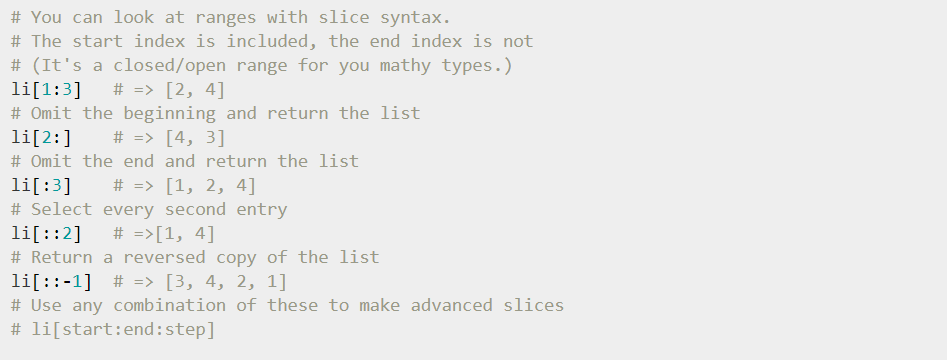 # You can look at ranges with slice syntax.
# The start index is included, the end index is not
# (It's a closed/open range for you mathy types.)
li[1:3]   # => [2, 4]
# Omit the beginning and return the list
li[2:]    # => [4, 3]
# Omit the end and return the list
li[:3]    # => [1, 2, 4]
# Select every second entry
li[::2]   # =>[1, 4]
# Return a reversed copy of the list
li[::-1]  # => [3, 4, 2, 1]
# Use any combination of these to make advanced slices
# li[start:end:step]